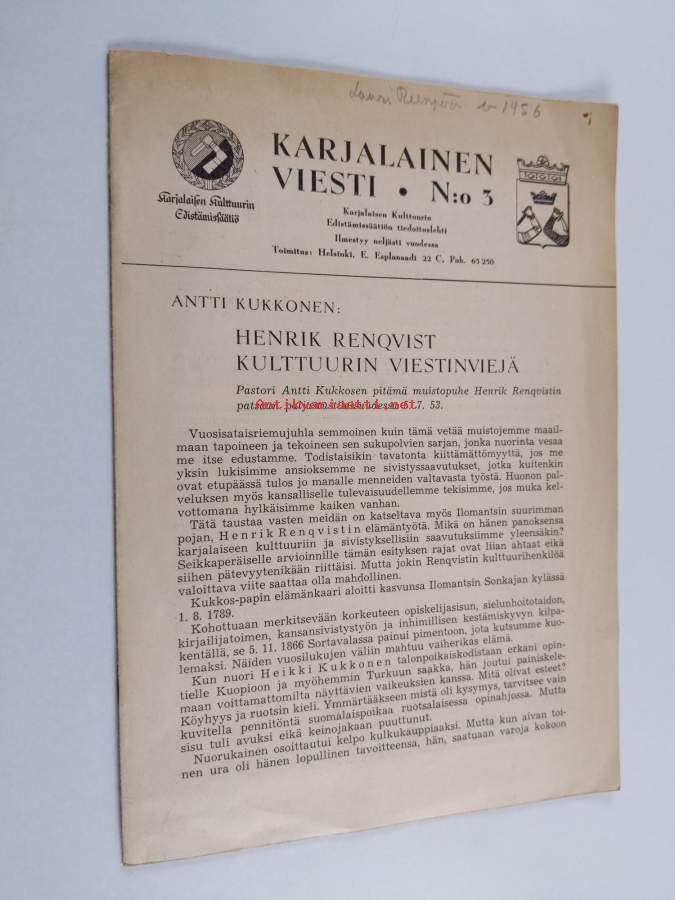 Lauri Reenpää 1956
KARJALAINEN
VIESTI • N:o 3
Karjalaisen Kulttuurin
Edistämissäätiö
Karjalaisen Kulttuurin
Edistämissäätiön tiedoituslehti
Ilmestyy neljästi vuodessa
Toimitus: Helsinki, E. Esplanaadi 22 C, Puh. 65 250
ANTTI KUKKONEN:
HENRIK RENQVIST
KULTTUURIN VIESTINVIEJÄ
Pastori Antti Kukkosen pitämä muistopuhe Henrik Renqvistin
patsaan 5. 7. 53.
Antikvariaatti.net
Vuosisataisriemujuhla semmoinen kuin tämä vetää muistojemme maail-
maan tapoineen ja tekoineen sen sukupolvien sarjan, jonka nuorinta vesaa
me itse edustamme. Todistaisikin tavatonta kiittämättömyyttä, jos me
yksin lukisimme ansioksemme ne sivistyssaavutukset, jotka kuitenkin
ovat etupäässä tulos jo manalle menneiden valtavasta työstä. Huonon pal-
veluksen myös kansalliselle tulevaisuudellemme tekisimme, jos muka kel-
vottomana hylkäisimme kaiken vanhan.
Tätä taustaa vasten meidän on katseltava myös Ilomantsin suurimman
pojan, Henrik Renqvistin elämäntyötä. Mikä on hänen panoksensa
karjalaiseen kulttuuriin ja sivistyksellisiin saavutuksiimme yleensäkin?
Seikkaperäiselle arvioinnille tämän esityksen rajat ovat liian ahtaat eikä
siihen pätevyytenikään riittäisi. Mutta jokin Renqvistin kulttuurihenkilöä
valoittava viite saattaa olla mahdollinen.
Kukkos-papin elämänkaari aloitti kasvunsa Ilomantsin Sonkajan kylässä
1. 8. 1789.
Kohottuaan merkitsevään korkeuteen opiskelijasisun, sielunhoitotaidon,
kirjailijatoimen, kansansivistystyön ja inhimillisen kestämiskyvyn kilpa-
kentällä, se 5. 11. 1866 Sortavalassa painui pimentoon, jota kutsumme kuo-
lemaksi. Näiden vuosilukujen väliin mahtuu vaiherikas elämä.
Kun nuori Heikki Kukkonen talonpoikaiskodistaan erkani opin-
tielle Kuopioon ja myöhemmin Turkuun saakka, hän joutui painiskele-
maan voittamattomilta näyttävien vaikeuksien kanssa. Mitä olivat esteet?
Köyhyys ja ruotsin kieli. Ymmärtääkseen mistä oli kysymys, tarvitsee vain
kuvitella pennitöntä suomalaispoikaa ruotsalaisessa opinahjossa. Mutta
sisu tuli avuksi eikä keinojakaan puuttunut.
Nuorukainen osoittautui kelpo kulkukauppiaaksi. Mutta kun aivan toi-
nen ura oli hänen lopullinen tavoitteensa, hän, saatuaan varoja kokoon